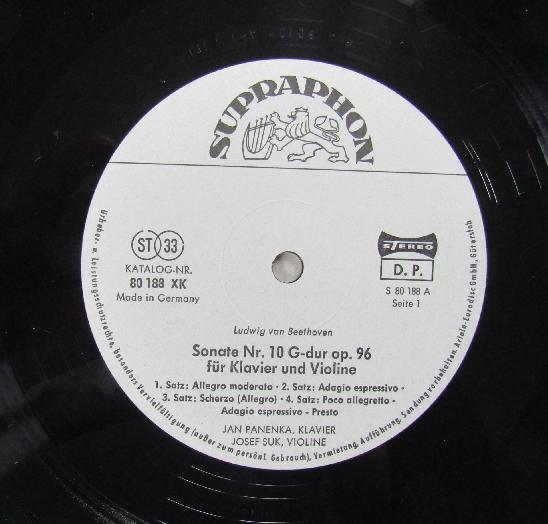 SUPRAPHON
ST 33
KATALOG-NR.
80 188 XK
Made in Germany
STEREO
D. P.
S 80 188 A
Seite 1
Ludwig van Beethoven
Sonate Nr. 10 G-dur op. 96
für Klavier und Violine
1. Satz: Allegro moderato · 2. Satz: Adagio espressivo ·
3. Satz: Scherzo (Allegro) · 4. Satz: Poco allegretto -
Adagio espressivo - Presto
JAN PANENKA, KLAVIER
JOSEF SUK, VIOLINE
Urheber- u. Leistungsschutzrechte, besonders Vervielfältigung (außer zum persönl. Gebrauch), Vermietung, Aufführung, Sendung vorbehalten. Ariola-Eurodisc GmbH, Gütersloh